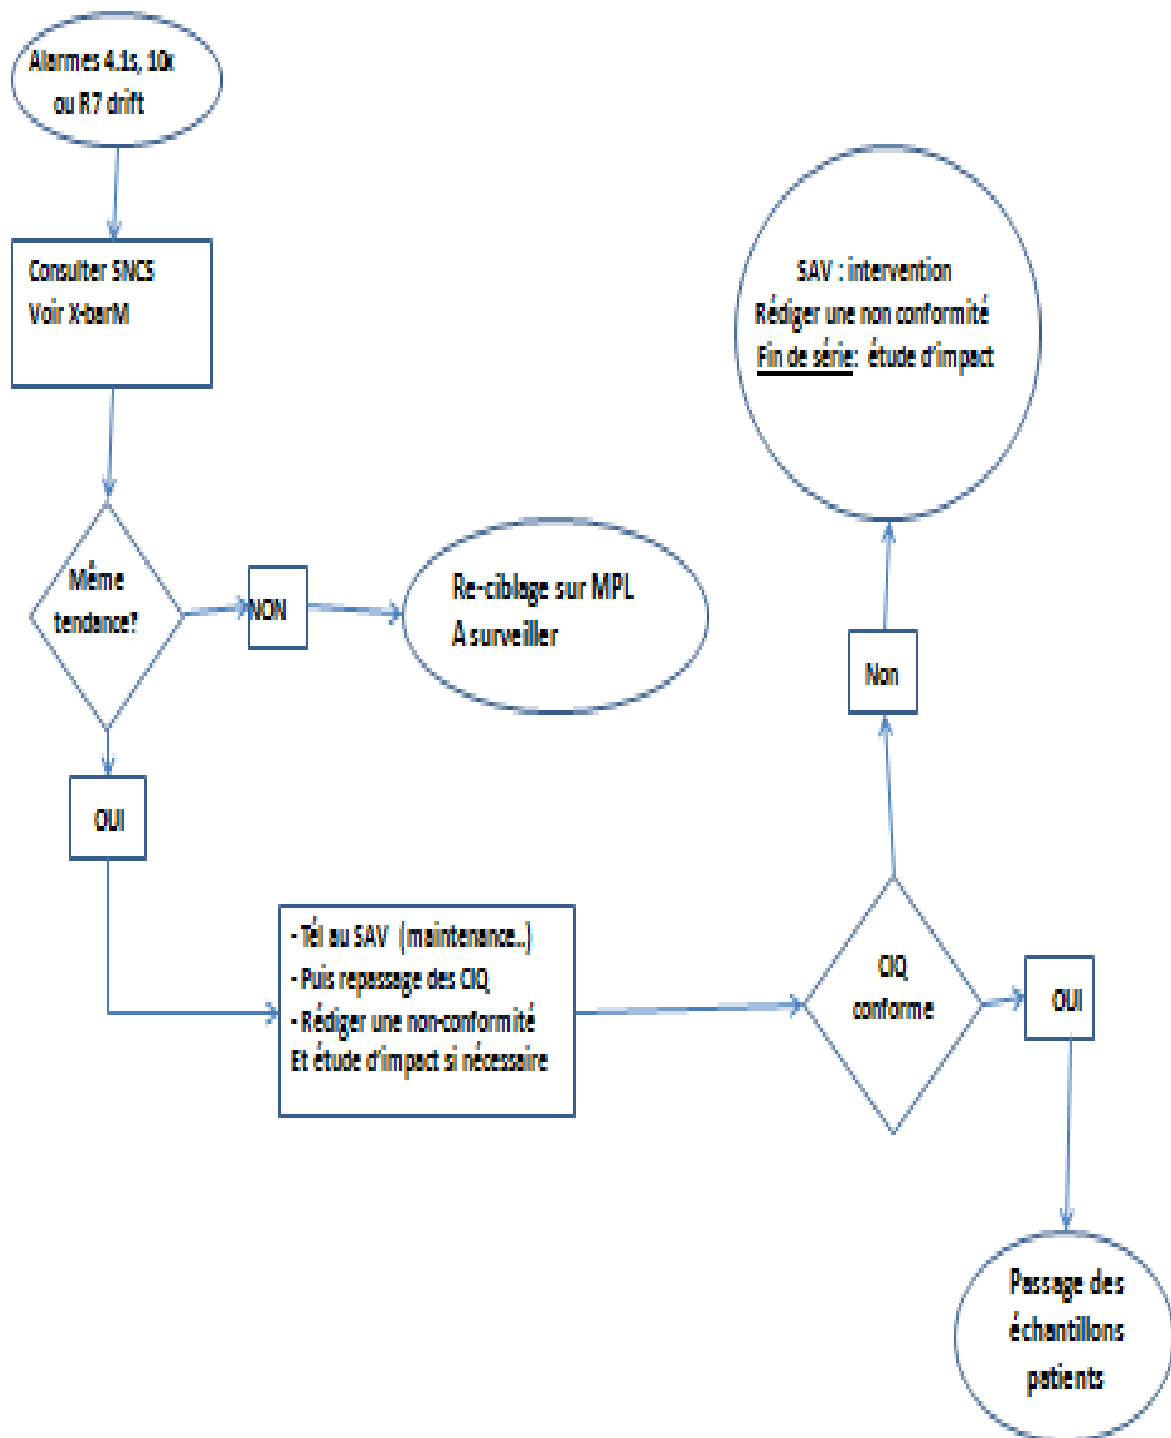 Alarmes 4.1s, 10x
ou R7 drift
Consulter SNCS
Voir X-barM
Même
tendance?
NON
Re-ciblage sur MPL
A surveiller
OUI
- Tél au SAV (maintenance..)
- Puis repassage des CIQ
- Rédiger une non-conformité
Et étude d'impact si nécessaire
CIQ
conforme
Non
SAV : intervention
Rédiger une non conformité
Fin de série: étude d'impact
OUI
Passage des
échantillons
patients